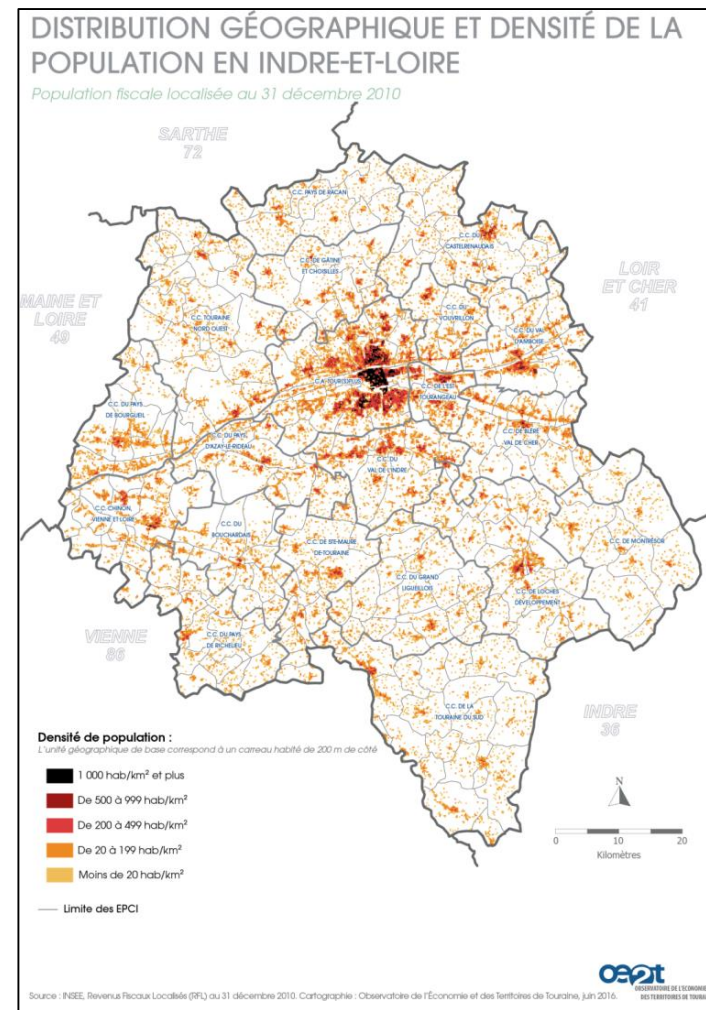 DISTRIBUTION GÉOGRAPHIQUE ET DENSITÉ DE LA
POPULATION EN INDRE-ET-LOIRE
Population fiscale localisée au 31 décembre 2010
SARTHE
72
C.C. PAYS DE RACAN
C.C. DU
CASTELRENAUDAIS
C.C. DE GÂTINE
ET CHOISILLES
LOIR
ET CHER
41
MAINE ET
LOIRE
49
C.C. TOURAINE
NORD OUEST
C.C. DU
VOUVRILLON
C.C. DU VAL
D'AMBOISE
C.A. TOUR(S)PLUS
C.C. DE L'EST
TOURANGEAU
C.C. DU PAYS
DE BOURGUEIL
C.C. DU PAYS
D'AZAY-LE-RIDEAU
C.C. DE BLÉRÉ
VAL DE CHER
C.C. DU
VAL DE L'INDRE
C.C. CHINON,
VIENNE ET LOIRE
C.C. DU
BOUCHARDAIS
C.C. DE STE-MAURE
DE TOURAINE
C.C. DE MONTRÉSOR
C.C. DU GRAND
LIGUEILLOIS
C.C. DE LOCHES
DÉVELOPPEMENT
VIENNE
86
C.C. DU PAYS
DE RICHELIEU
C.C. DE LA
TOURAINE DU SUD
INDRE
36
Densité de population :
L'unité géographique de base correspond à un carreau habité de 200 m de côté
1 000 hab/km² et plus
De 500 à 999 hab/km²
De 200 à 499 hab/km²
De 20 à 199 hab/km²
Moins de 20 hab/km²
Limite des EPCI
N
0 10 20
Kilomètres
oe2t
OBSERVATOIRE DE L'ÉCONOMIE
DES TERRITOIRES DE TOURAINE
Source : INSEE, Revenus Fiscaux Localisés (RFL) au 31 décembre 2010. Cartographie : Observatoire de l'Économie et des Territoires de Touraine, juin 2016.